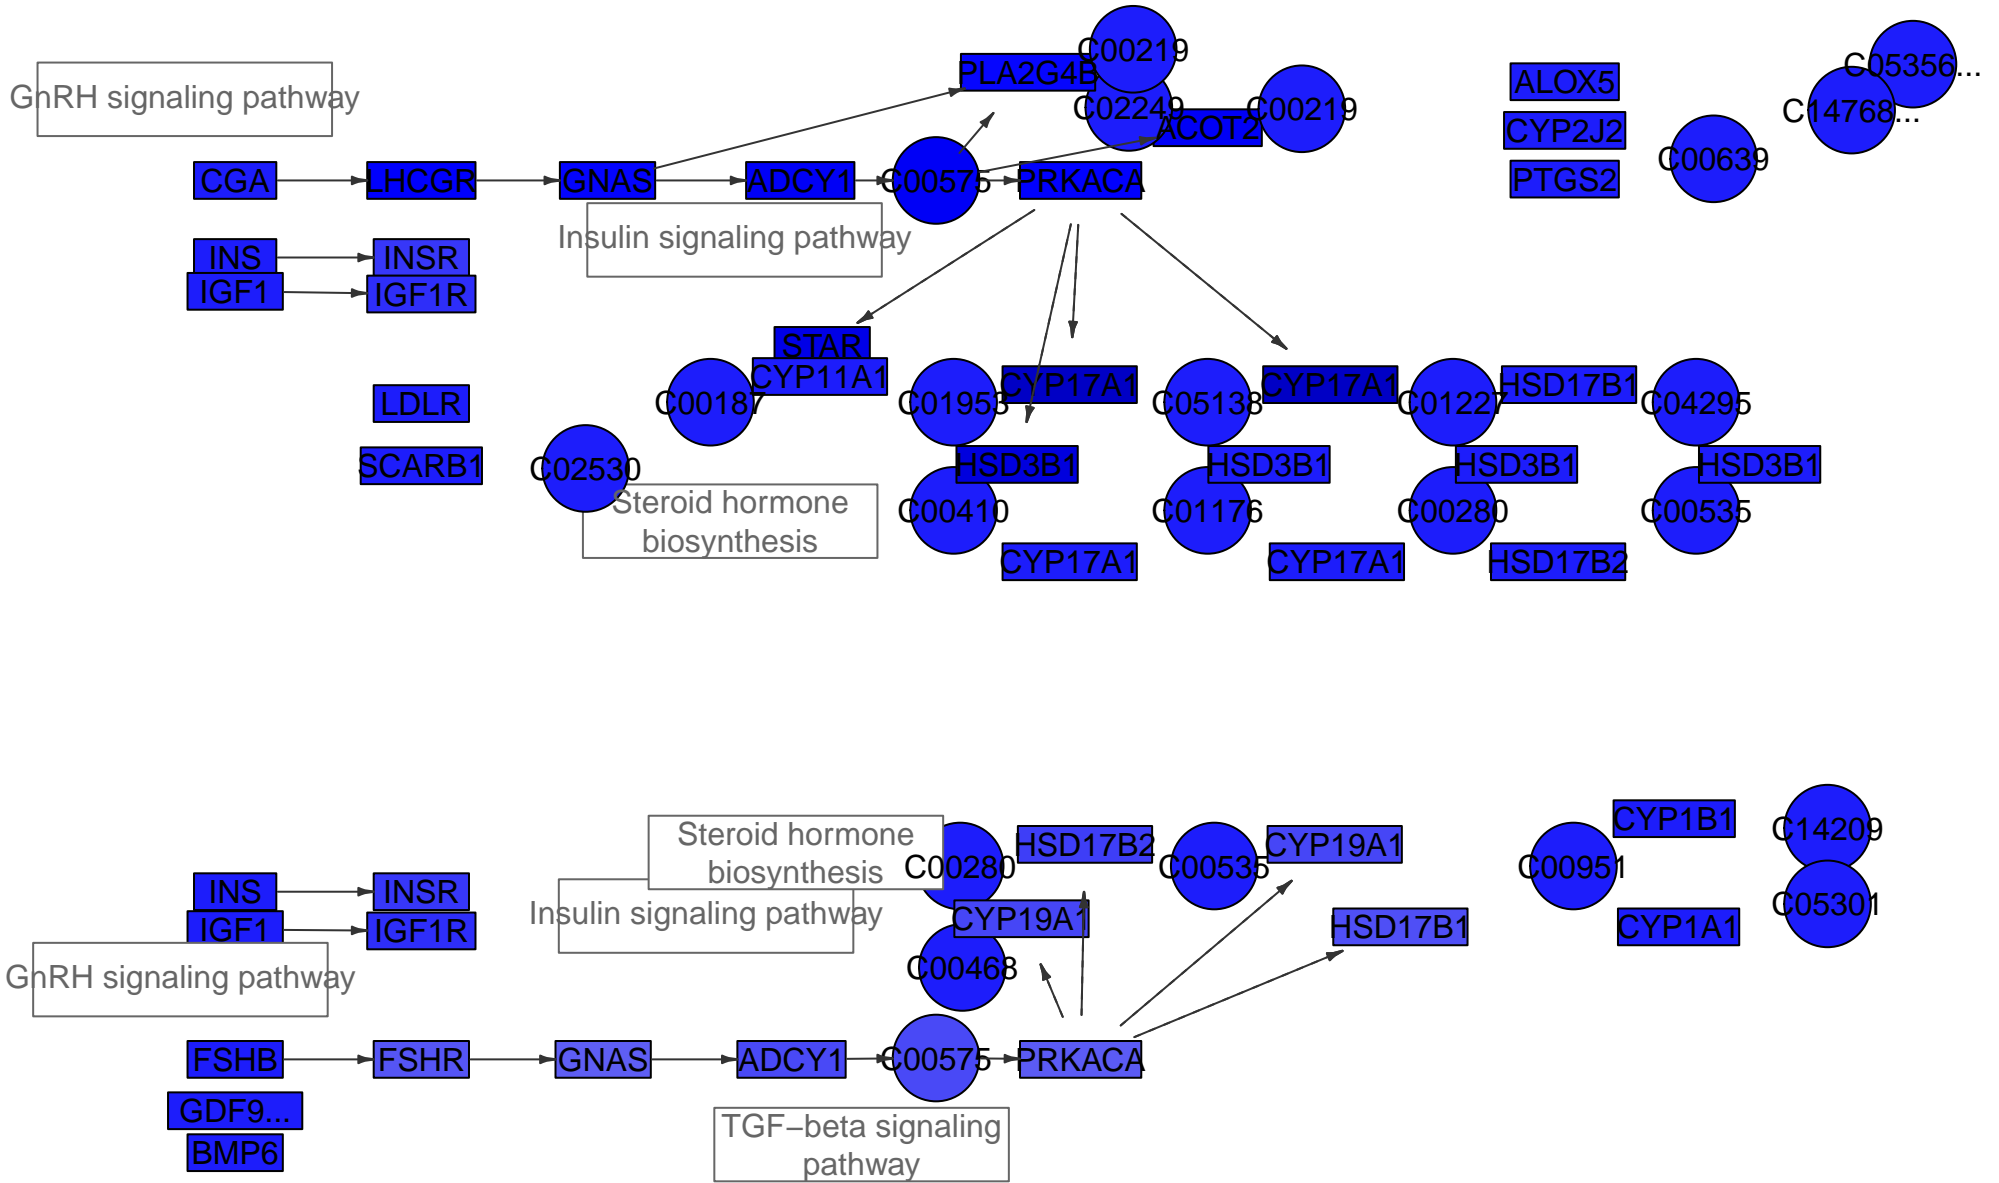 C00219
C05356...
PLA2G4B
ALOX5
GnRH signaling pathway
C02249
C00219
C14768...
ACOT2
CYP2J2
C00639
CGA
LHCGR
GNAS
ADCY1
C00575
PRKACA
PTGS2
Insulin signaling pathway
INS
INSR
IGF1
IGF1R
STAR
CYP11A1
CYP17A1
CYP17A1
HSD17B1
LDLR
C00187
C01953
C05138
C01227
C04295
SCARB1
C02530
HSD3B1
HSD3B1
HSD3B1
HSD3B1
Steroid hormone
biosynthesis
C00410
C01176
C00280
C00535
CYP17A1
CYP17A1
HSD17B2
CYP1B1
C14209
Steroid hormone
biosynthesis
HSD17B2
CYP19A1
C00280
C00535
C00951
INS
INSR
C05301
Insulin signaling pathway
CYP19A1
HSD17B1
CYP1A1
IGF1
IGF1R
GnRH signaling pathway
C00468
FSHB
FSHR
GNAS
ADCY1
C00575
PRKACA
GDF9...
TGF−beta signaling
pathway
BMP6